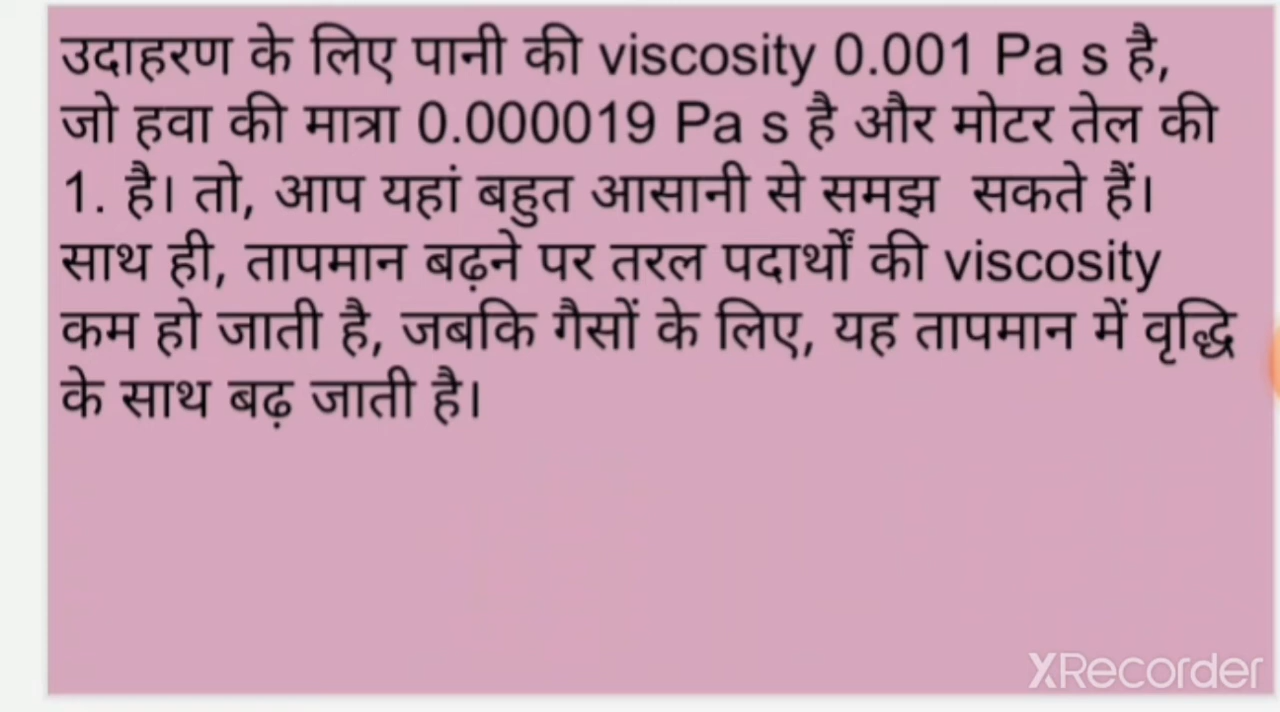 उदाहरण के लिए पानी की viscosity 0.001 Pa s है,
जो हवा की मात्रा 0.000019 Pa s है और मोटर तेल की
1. है। तो, आप यहां बहुत आसानी से समझ सकते हैं।
साथ ही, तापमान बढ़ने पर तरल पदार्थों की viscosity
कम हो जाती है, जबकि गैसों के लिए, यह तापमान में वृद्धि
के साथ बढ़ जाती है।
XRecorder